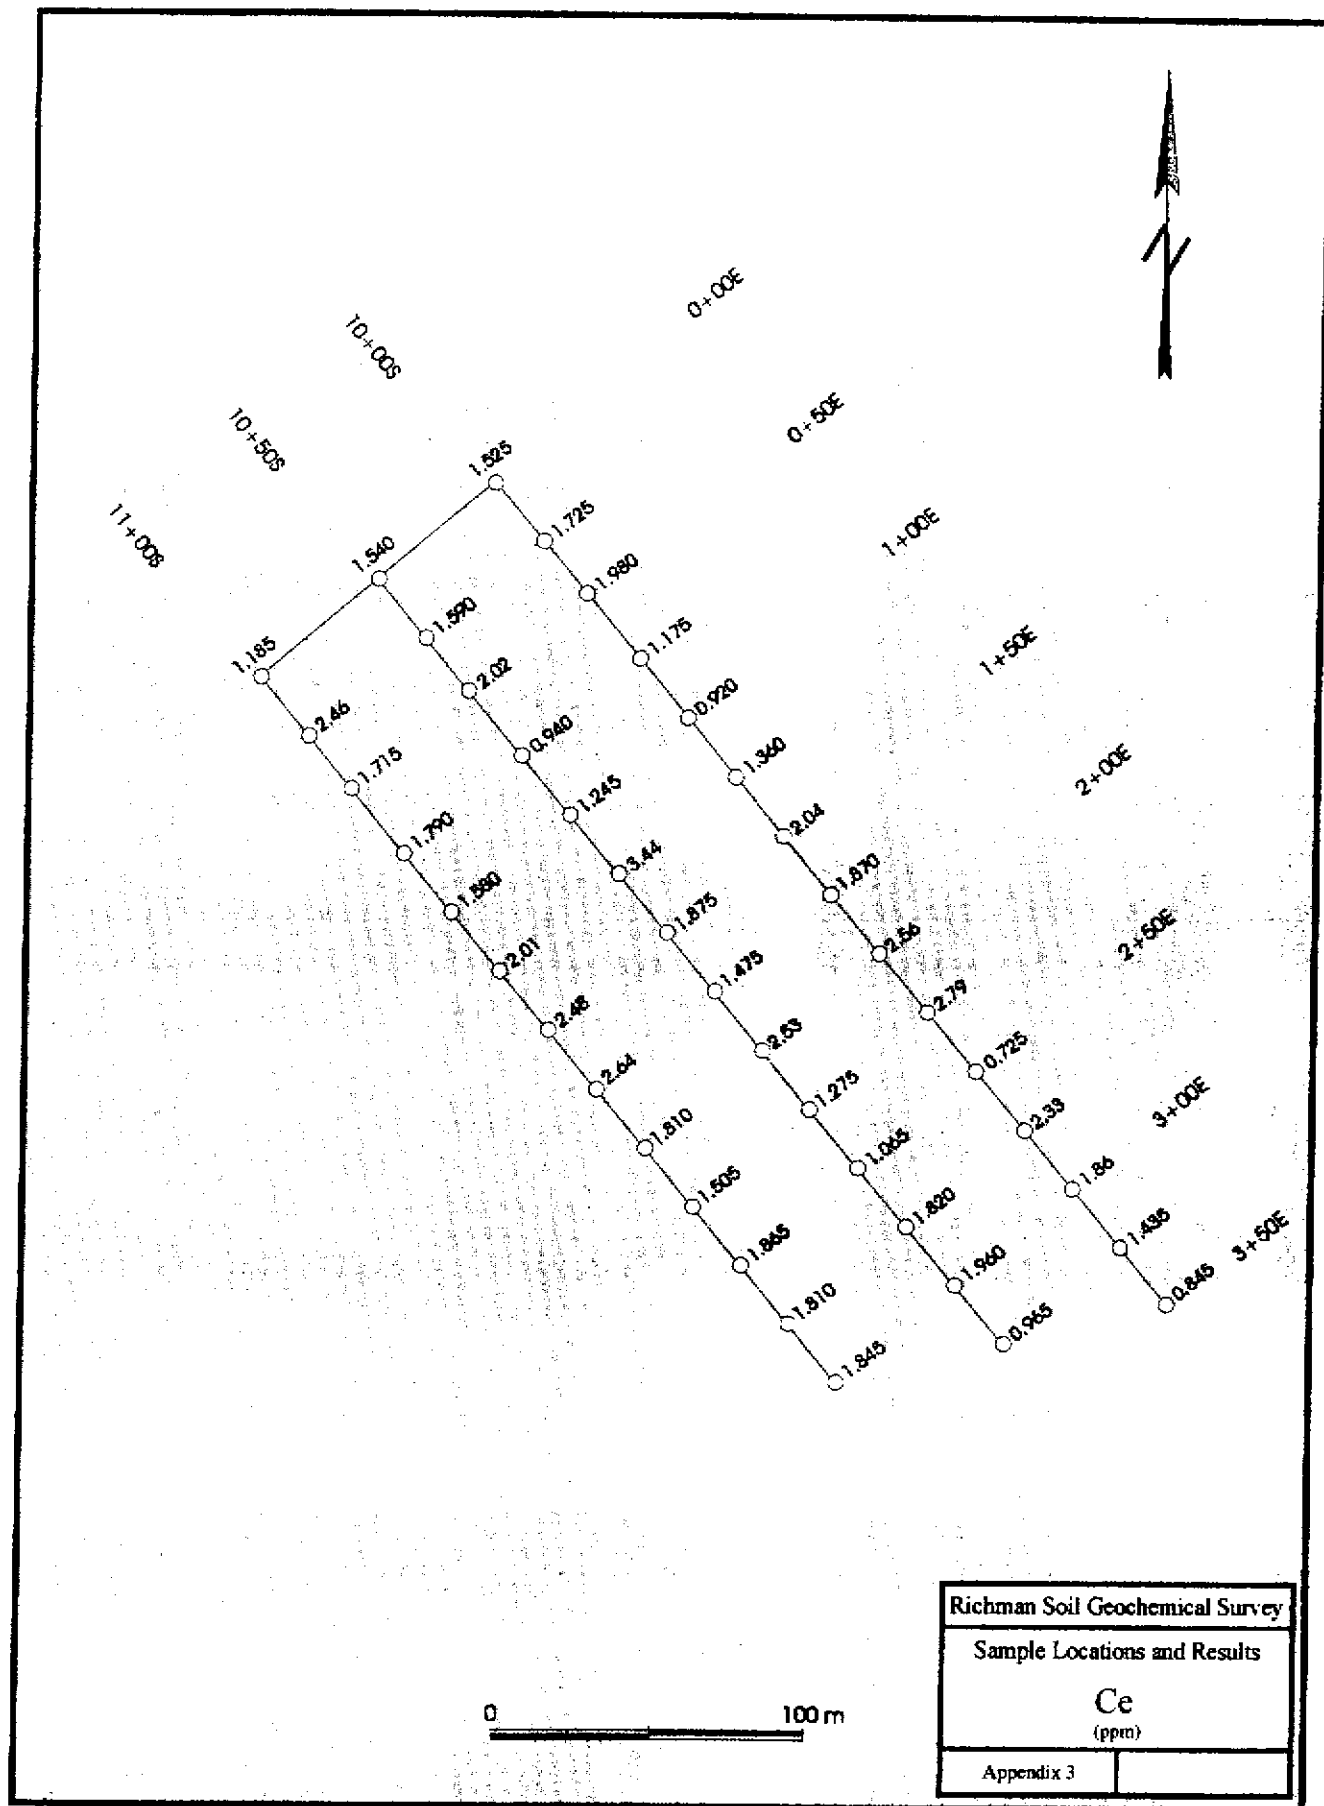 0+00E
10+00S
0+50E
10+50S
1+00E
11+00S
1+50E
2+00E
2+50E
3+00E
3+50E
1.525
1.725
1.980
1.175
0.920
1.360
2.04
1.870
2.56
2.79
0.725
2.33
1.86
1.435
0.845
1.540
1.590
2.02
0.940
1.245
3.44
1.875
1.475
2.53
1.275
1.065
1.820
1.960
0.965
1.185
2.46
1.715
1.790
1.580
2.01
2.48
2.64
1.810
1.505
1.865
1.810
1.845
N
0 100 m
Richman Soil Geochemical Survey
Sample Locations and Results
Ce
(ppm)
Appendix 3